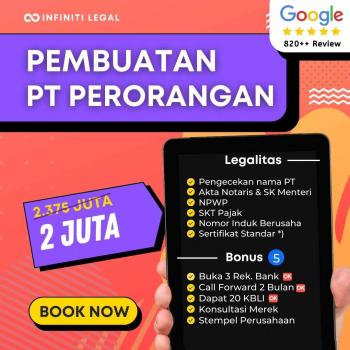 INFINITI LEGAL
Google
820++ Review
PEMBUATAN
PT PERORANGAN
Legalitas
Pengecekan nama PT
Akta Notaris & SK Menteri
NPWP
SKT Pajak
Nomor Induk Berusaha
Sertifikat Standar *)
2.375 JUTA
2 JUTA
Bonus 5
Buka 3 Rek. Bank OK
Call Forward 2 Bulan OK
Dapat 20 KBLI OK
Konsultasi Merek
Stempel Perusahaan
BOOK NOW